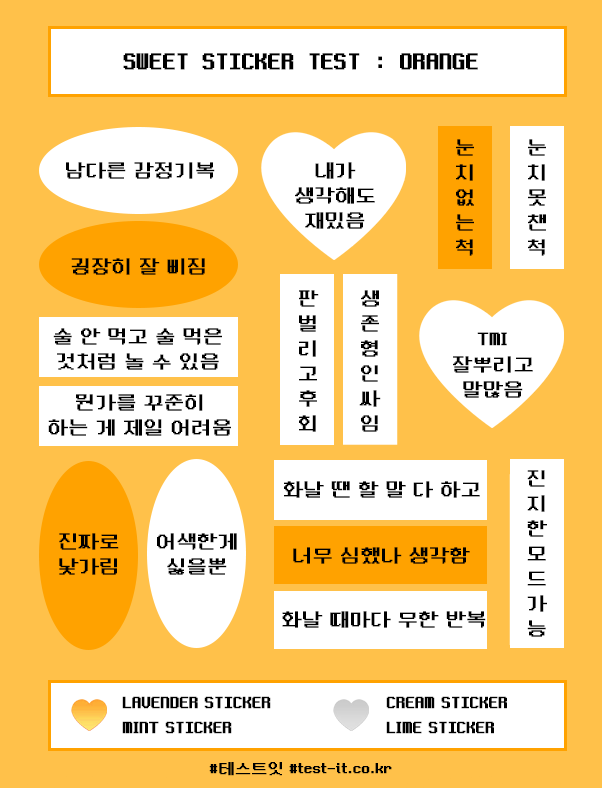 SWEET STICKER TEST : ORANGE
남다른 감정기복
굉장히 잘 삐짐
술 안 먹고 술 먹은
것처럼 놀 수 있음
뭔가를 꾸준히
하는 게 제일 어려움
내가
생각해도
재밌음
눈치없는척
눈치못챈척
판벌리고후회
생존형인싸임
TMI
잘뿌리고
말많음
진짜로
낯가림
어색한게
싫을뿐
화날 땐 할 말 다 하고
너무 심했나 생각함
화날 때마다 무한 반복
진지한모드가능
LAVENDER STICKER
MINT STICKER
CREAM STICKER
LIME STICKER
#테스트잇 #test-it.co.kr